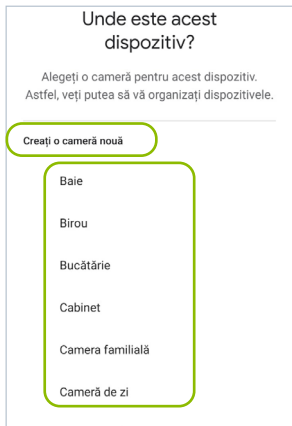 Unde este acest
dispozitiv?
Alegeți o cameră pentru acest dispozitiv.
Astfel, veți putea să vă organizați dispozitivele.
Creați o cameră nouă
Baie
Birou
Bucătărie
Cabinet
Camera familială
Cameră de zi